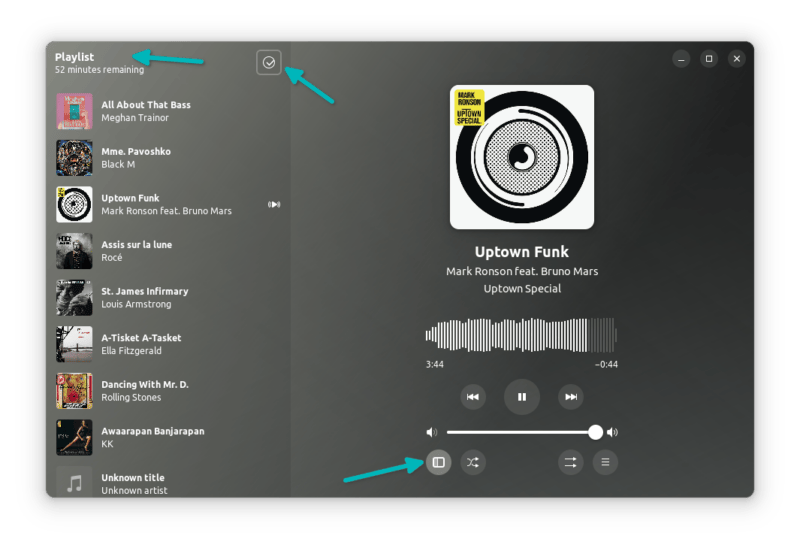 Playlist
52 minutes remaining
All About That Bass
Meghan Trainor
Mme. Pavoshko
Black M
Uptown Funk
Mark Ronson feat. Bruno Mars
Assis sur la lune
Rocé
St. James Infirmary
Louis Armstrong
A-Tisket A-Tasket
Ella Fitzgerald
Dancing With Mr. D.
Rolling Stones
Awaarapan Banjarapan
KK
Unknown title
Unknown artist
MARK
RONSON
UPTOWN
SPECIAL
Uptown Funk
Mark Ronson feat. Bruno Mars
Uptown Special
3:44
−0:44